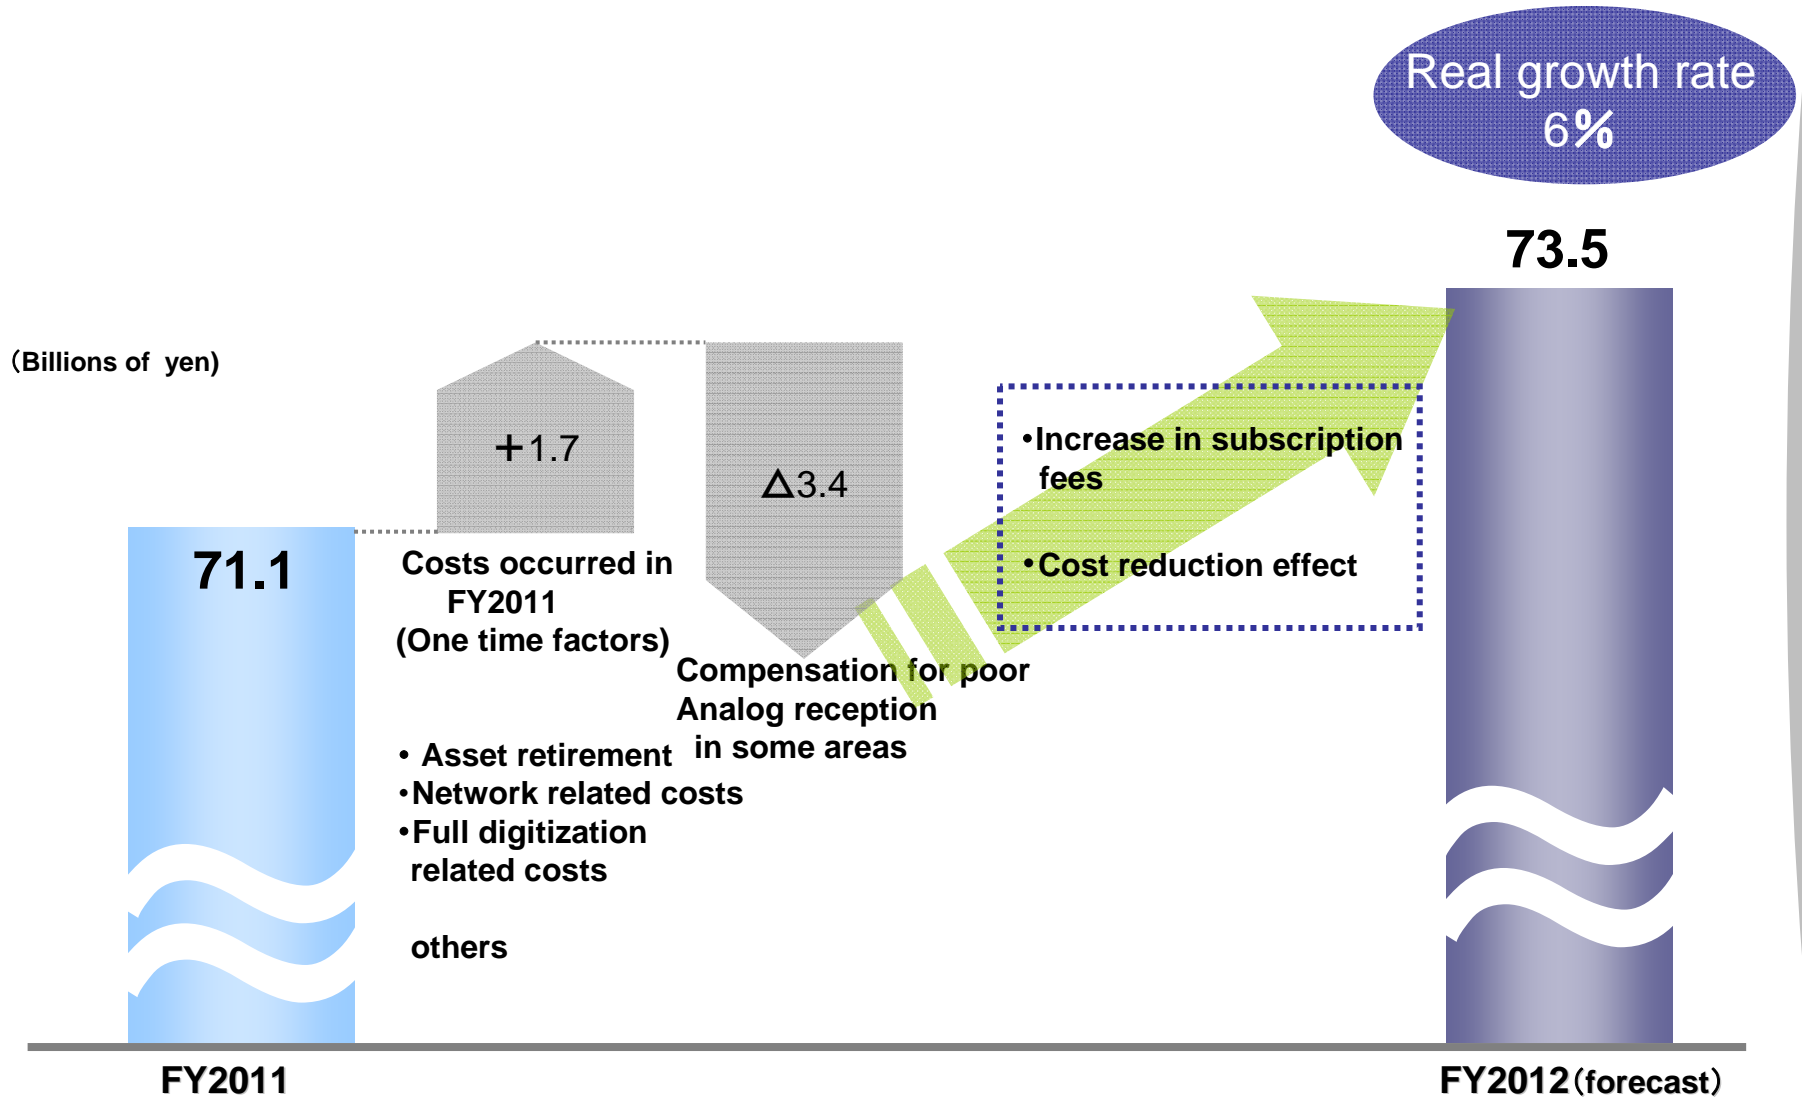 Real growth rate
6%
73.5
（Billions of yen)
+1.7
△3.4
・Increase in subscription
fees
・Cost reduction effect
71.1
Costs occurred in
FY2011
(One time factors)
Compensation for poor
Analog reception
in some areas
・ Asset retirement
・Network related costs
・Full digitization
related costs
others
FY2011
FY2012（forecast）